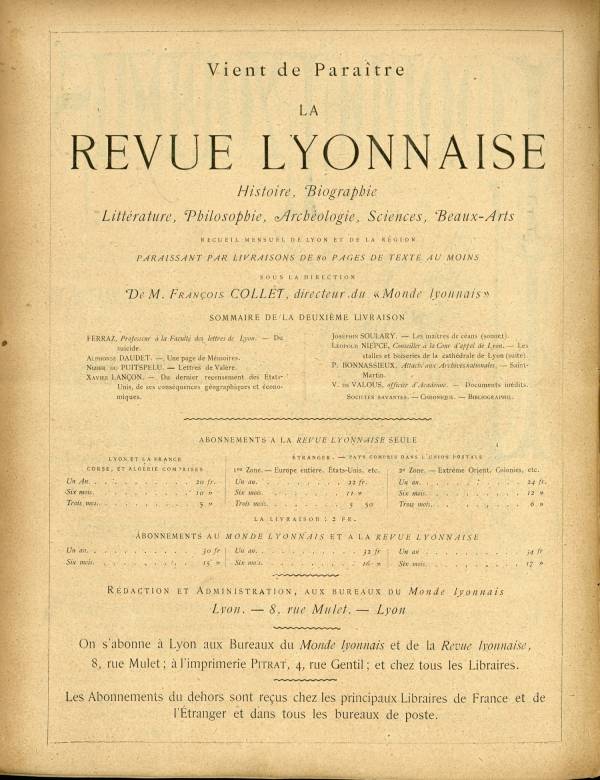 Vient de Paraître
LA
REVUE LYONNAISE
Histoire, Biographie
Littérature, Philosophie, Archéologie, Sciences, Beaux-Arts
RECUEIL MENSUEL DE LYON ET DE LA RÉGION
PARAISSANT PAR LIVRAISONS DE 80 PAGES DE TEXTE AU MOINS
SOUS LA DIRECTION
De M. FRANÇOIS COLLET, directeur du «Monde lyonnais»
SOMMAIRE DE LA DEUXIÈME LIVRAISON
FERRAZ, Professeur à la Faculté des lettres de Lyon. — Du
suicide.
ALPHONSE DAUDET. — Une page de Mémoires.
NIZIER DU PUITSPELU. — Lettres de Valère.
XAVIER LANÇON. — Du dernier recensement des États-
Unis, de ses conséquences géographiques et écono-
miques.
JOSÉPHIN SOULARY. — Les maîtres de céans (sonnet).
LÉOPOLD NIEPCE, Conseiller à la Cour d'appel de Lyon. — Les
stalles et boiseries de la cathédrale de Lyon (suite).
P. BONNASSIEUX, Attaché aux Archives nationales. — Saint-
Martin.
V. DE VALOUS, officier d'Académie. — Documents inédits.
SOCIÉTÉS SAVANTES. — CHRONIQUE. — BIBLIOGRAPHIE.
ABONNEMENTS A LA REVUE LYONNAISE SEULE
LYON ET LA FRANCE
CORSE, ET ALGÉRIE COMPRISES
Un An. 20 fr.
Six mois. 10 »
Trois mois. 5 »
ÉTRANGER. — PAYS COMPRIS DANS L'UNION POSTALE
1re Zone. — Europe entière, États-Unis, etc.
Un an. 22 fr.
Six mois. 11 »
Trois mois. 5 50
2e Zone. — Extrême Orient, Colonies, etc.
Un an. 24 fr.
Six mois. 12 »
Trois mois. 6 »
LA LIVRAISON : 2 FR.
ABONNEMENTS AU MONDE LYONNAIS ET A LA REVUE LYONNAISE
Un an. 30 fr
Six mois. 15 »
Un an. 32 fr
Six mois. 16 »
Un an 34 fr
Six mois. 17 »
RÉDACTION ET ADMINISTRATION, AUX BUREAUX DU Monde lyonnais
Lyon. — 8, rue Mulet. — Lyon
On s'abonne à Lyon aux Bureaux du Monde lyonnais et de la Revue lyonnaise,
8, rue Mulet ; à l'imprimerie PITRAT, 4, rue Gentil ; et chez tous les Libraires.
Les Abonnements du dehors sont reçus chez les principaux Libraires de France et de
l'Étranger et dans tous les bureaux de poste.